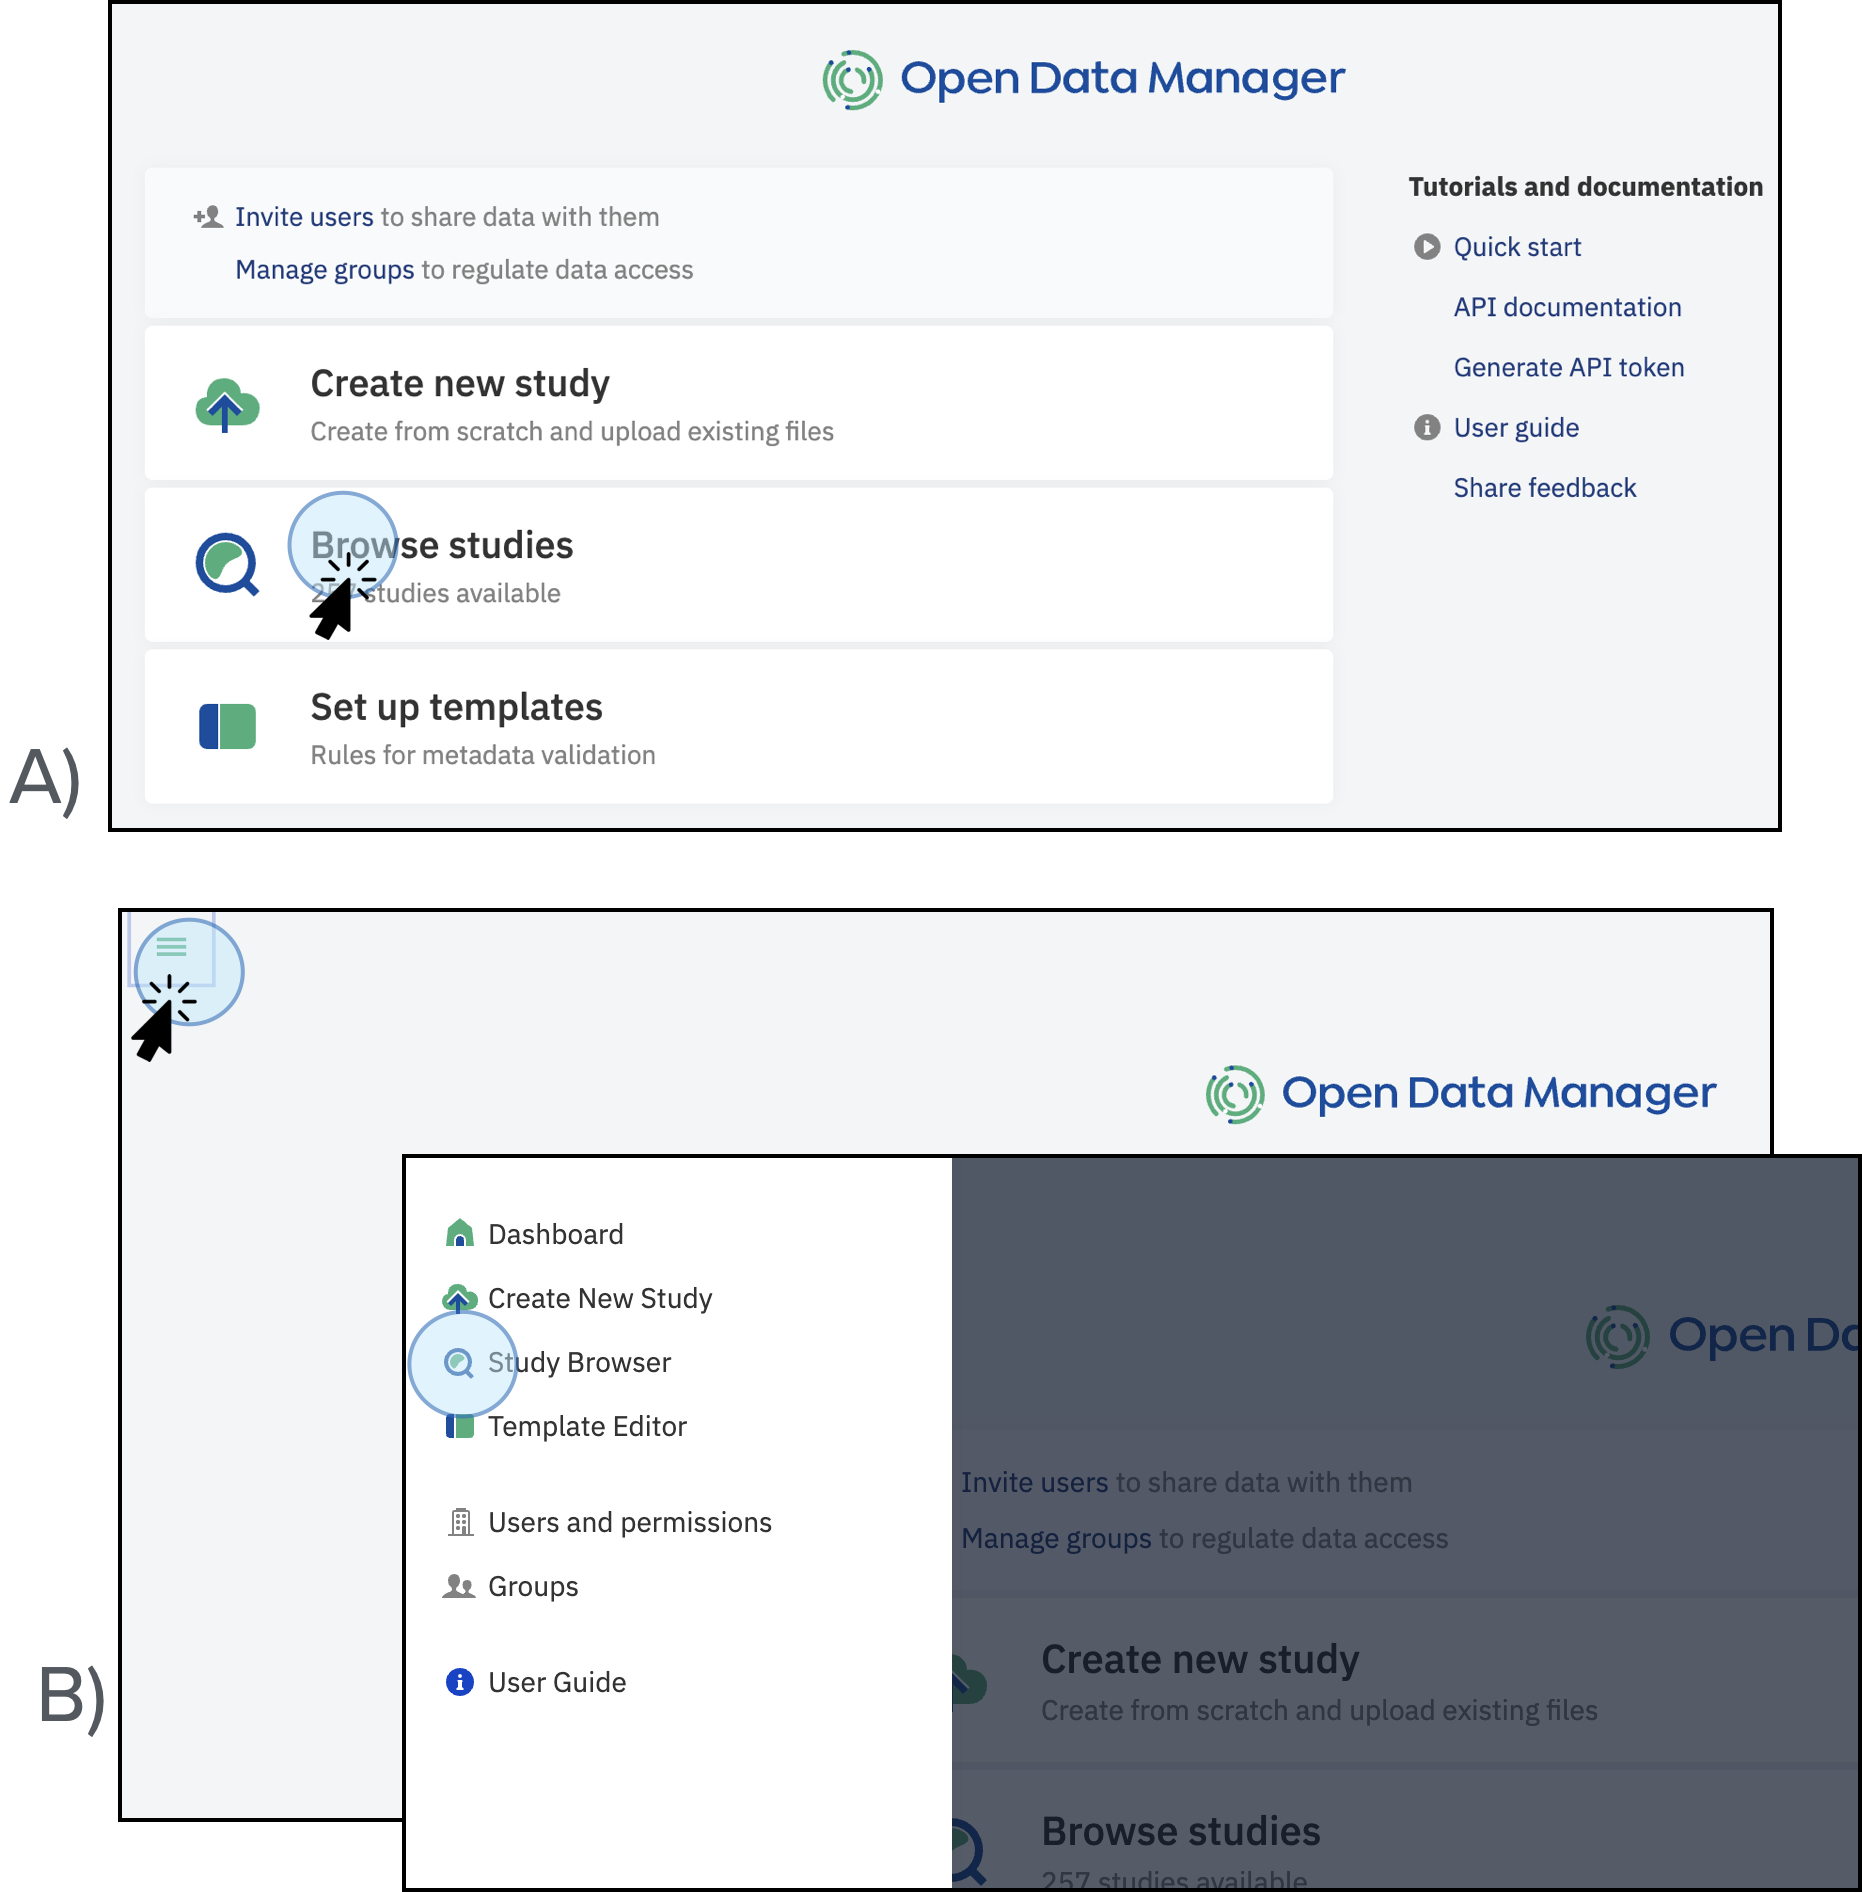 Open Data Manager
Invite users to share data with them
Manage groups to regulate data access
Create new study
Create from scratch and upload existing files
Browse studies
257 studies available
Set up templates
Rules for metadata validation
Tutorials and documentation
Quick start
API documentation
Generate API token
User guide
Share feedback
A)
Open Data Manager
Dashboard
Create New Study
Study Browser
Template Editor
Users and permissions
Groups
User Guide
Open Da
Invite users to share data with them
Manage groups to regulate data access
Create new study
Create from scratch and upload existing files
Browse studies
257 studies available
B)